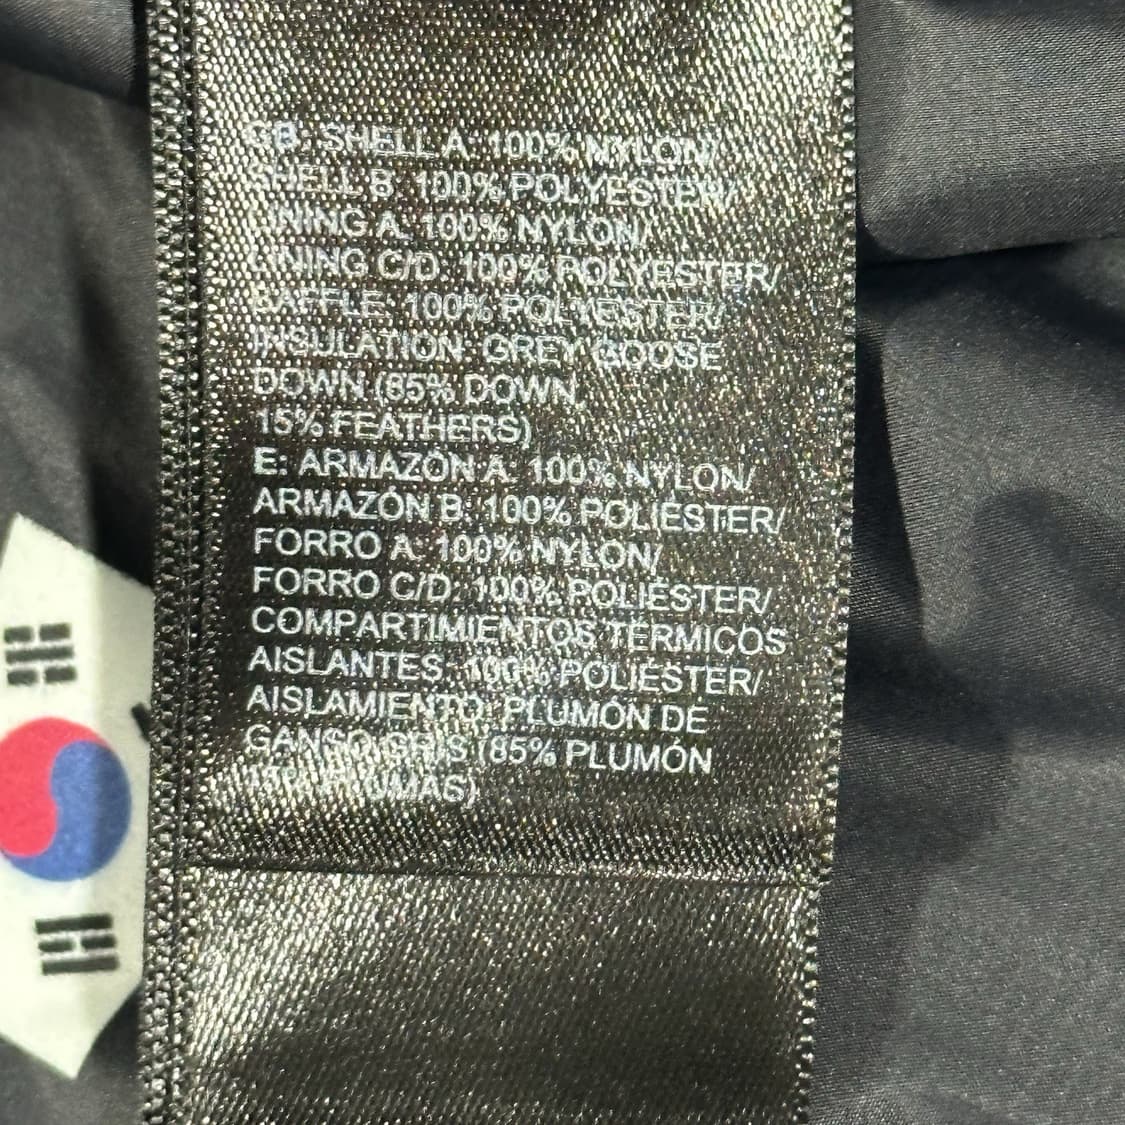 GB: SHELL A: 100% NYLON/
SHELL B: 100% POLYESTER/
LINING A: 100% NYLON/
LINING C/D: 100% POLYESTER/
BAFFLE: 100% POLYESTER/
INSULATION: GREY GOOSE
DOWN (85% DOWN,
15% FEATHERS)
E: ARMAZÓN A: 100% NYLON/
ARMAZÓN B: 100% POLIÉSTER/
FORRO A: 100% NYLON/
FORRO C/D: 100% POLIÉSTER/
COMPARTIMIENTOS TÉRMICOS
AISLANTES: 100% POLIÉSTER/
AISLAMIENTO: PLUMÓN DE
GANSO GRIS (85% PLUMÓN
PLUMAS)